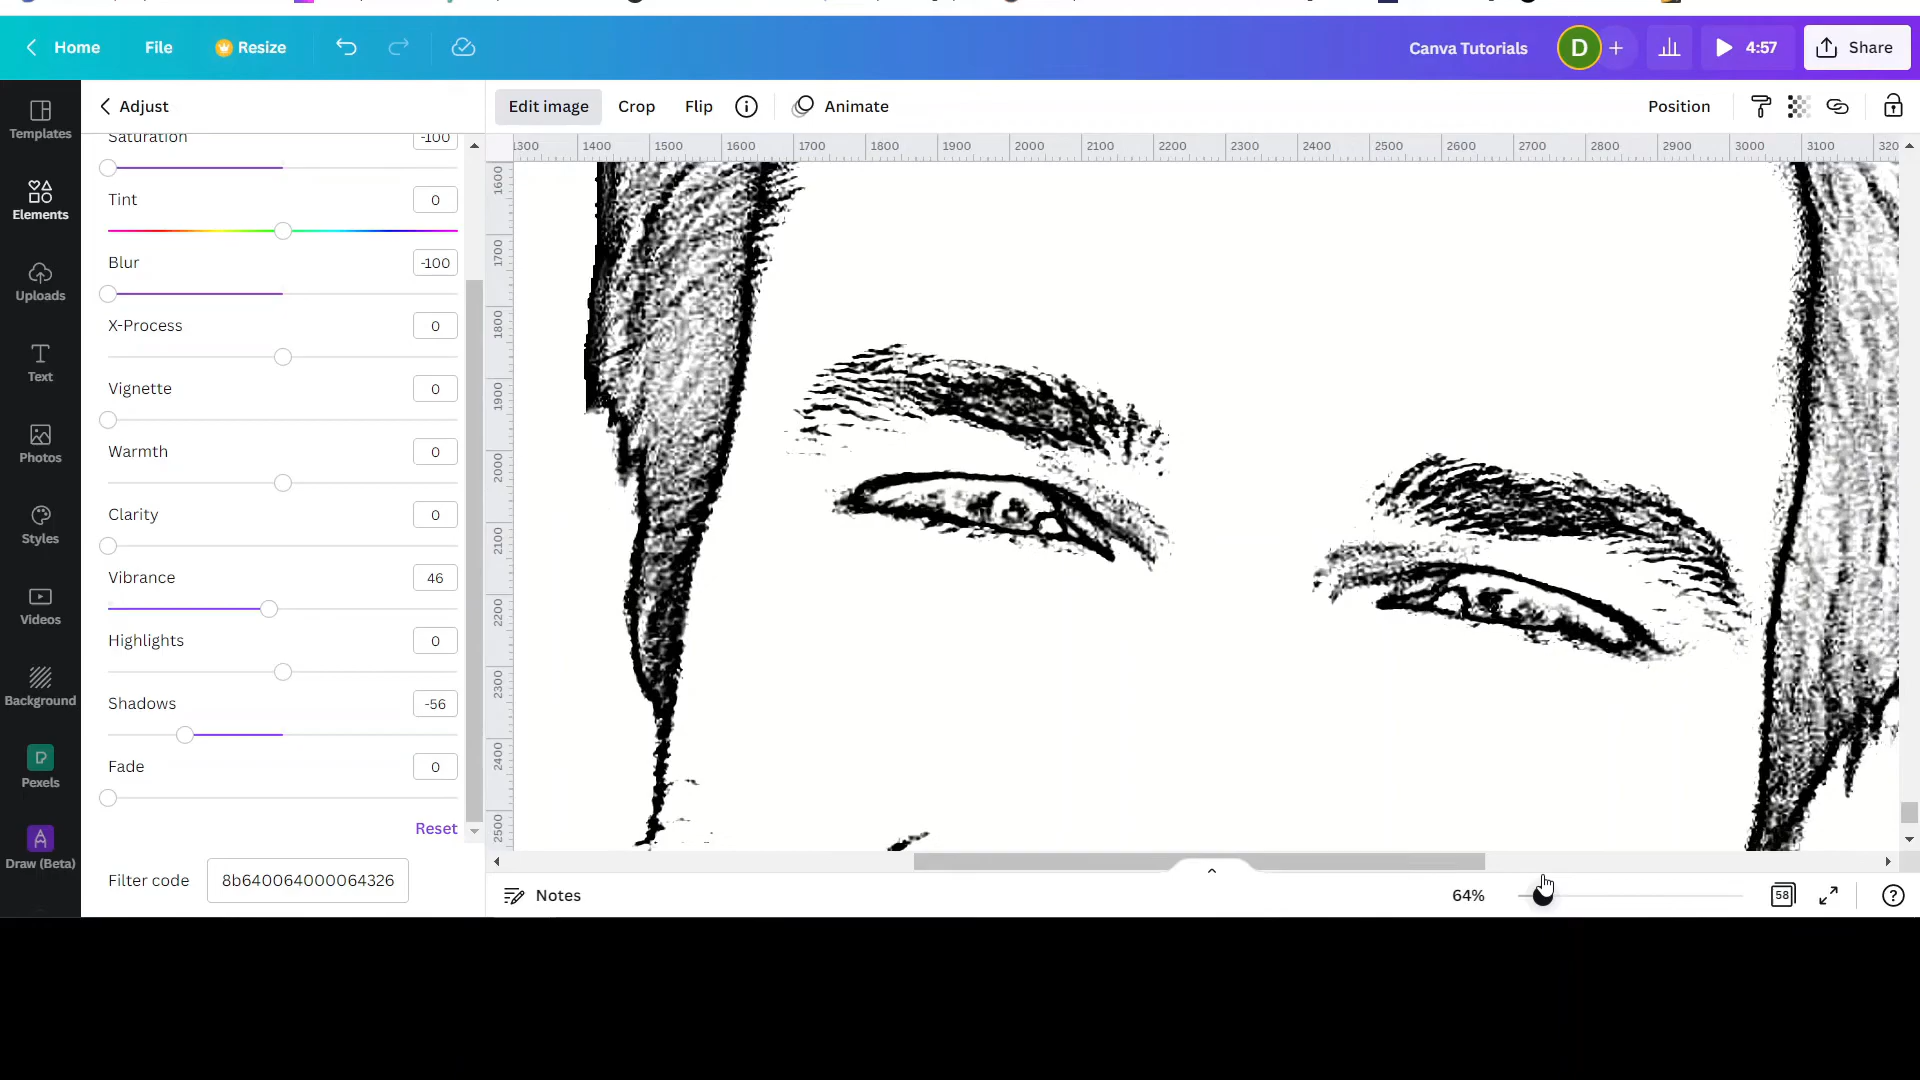 Home File Resize Canva Tutorials D 4:57 Share
Adjust Edit image Crop Flip Animate Position
Templates
Elements
Uploads
Text
Photos
Styles
Videos
Background
Pexels
Draw (Beta)
Saturation -100
Tint 0
Blur -100
X-Process 0
Vignette 0
Warmth 0
Clarity 0
Vibrance 46
Highlights 0
Shadows -56
Fade 0
Reset
Filter code 8b640064000064326
1300 1400 1500 1600 1700 1800 1900 2000 2100 2200 2300 2400 2500 2600 2700 2800 2900 3000 3100 320
1600
1700
1800
1900
2000
2100
2200
2300
2400
2500
Notes 64% 58